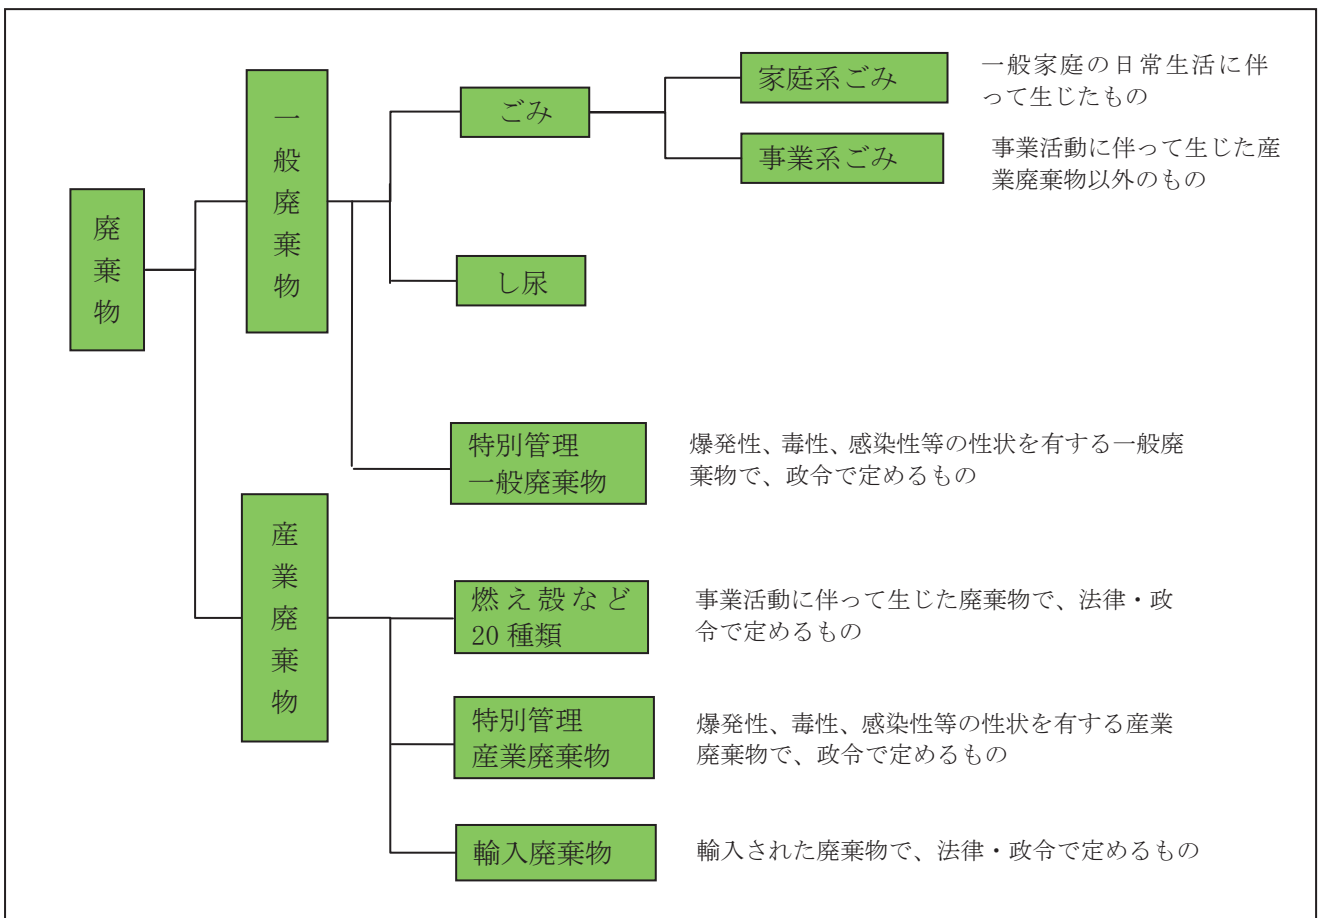 廃棄物
一般廃棄物
ごみ
家庭系ごみ
一般家庭の日常生活に伴
って生じたもの
事業系ごみ
事業活動に伴って生じた産
業廃棄物以外のもの
し尿
特別管理
一般廃棄物
爆発性、毒性、感染性等の性状を有する一般廃
棄物で、政令で定めるもの
産業廃棄物
燃え殻など
20種類
事業活動に伴って生じた廃棄物で、法律・政
令で定めるもの
特別管理
産業廃棄物
爆発性、毒性、感染性等の性状を有する産業
廃棄物で、政令で定めるもの
輸入廃棄物
輸入された廃棄物で、法律・政令で定めるもの